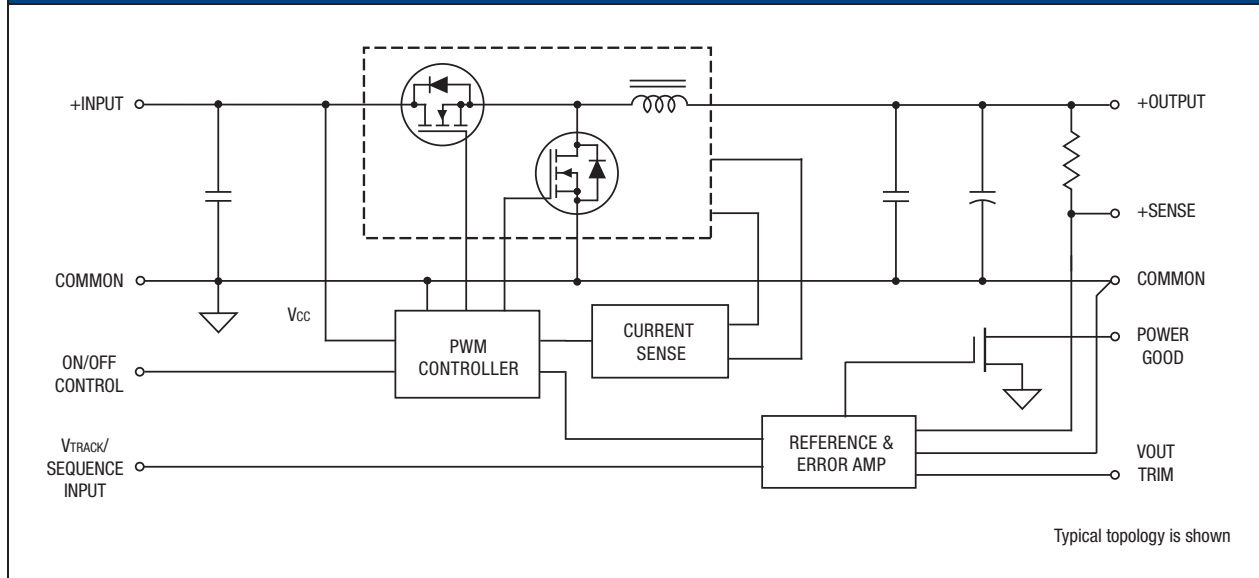 +INPUT
+OUTPUT
+SENSE
COMMON
COMMON
VCC
PWM
CONTROLLER
CURRENT
SENSE
POWER
GOOD
ON/OFF
CONTROL
VTRACK/
SEQUENCE
INPUT
REFERENCE &
ERROR AMP
VOUT
TRIM
Typical topology is shown